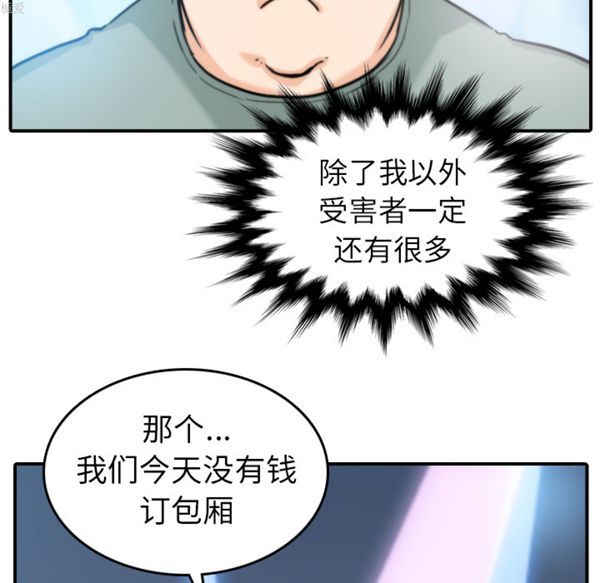 除了我以外
受害者一定
还有很多
那个...
我们今天没有钱
订包厢